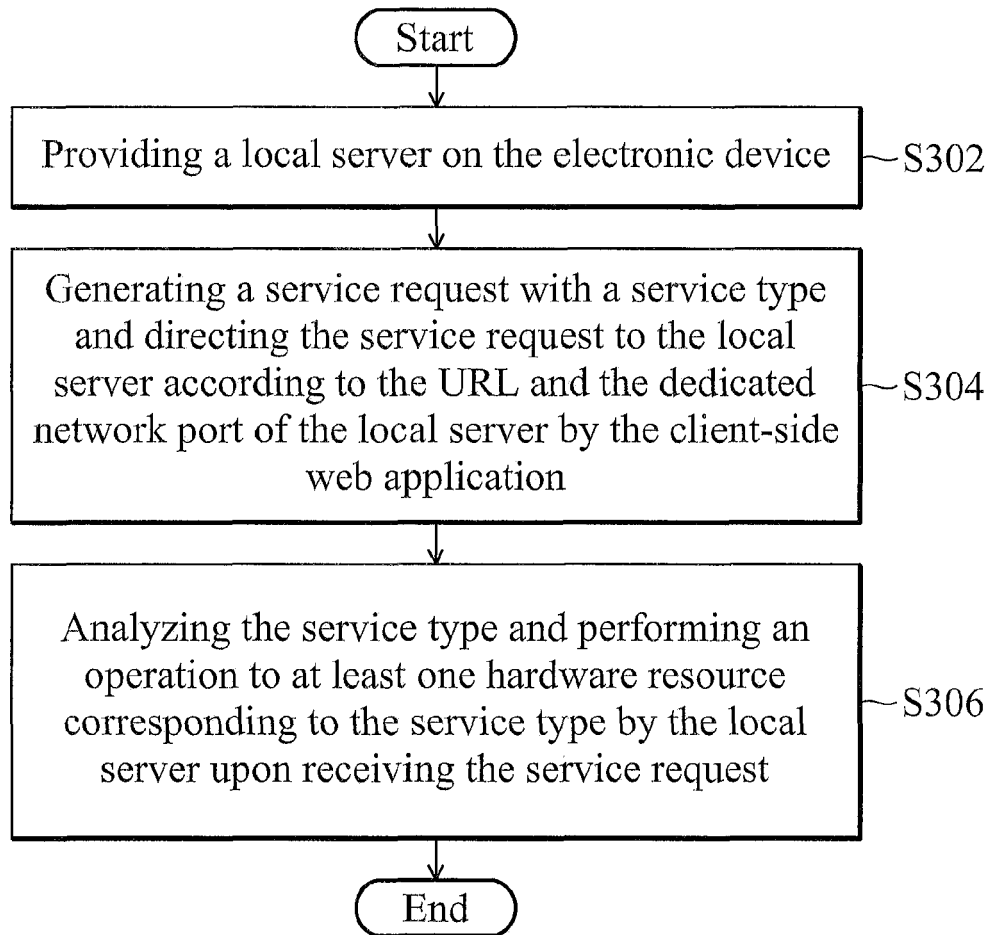 Start
Providing a local server on the electronic device
S302
Generating a service request with a service type
and directing the service request to the local
server according to the URL and the dedicated
network port of the local server by the client-side
web application
S304
Analyzing the service type and performing an
operation to at least one hardware resource
corresponding to the service type by the local
server upon receiving the service request
S306
End